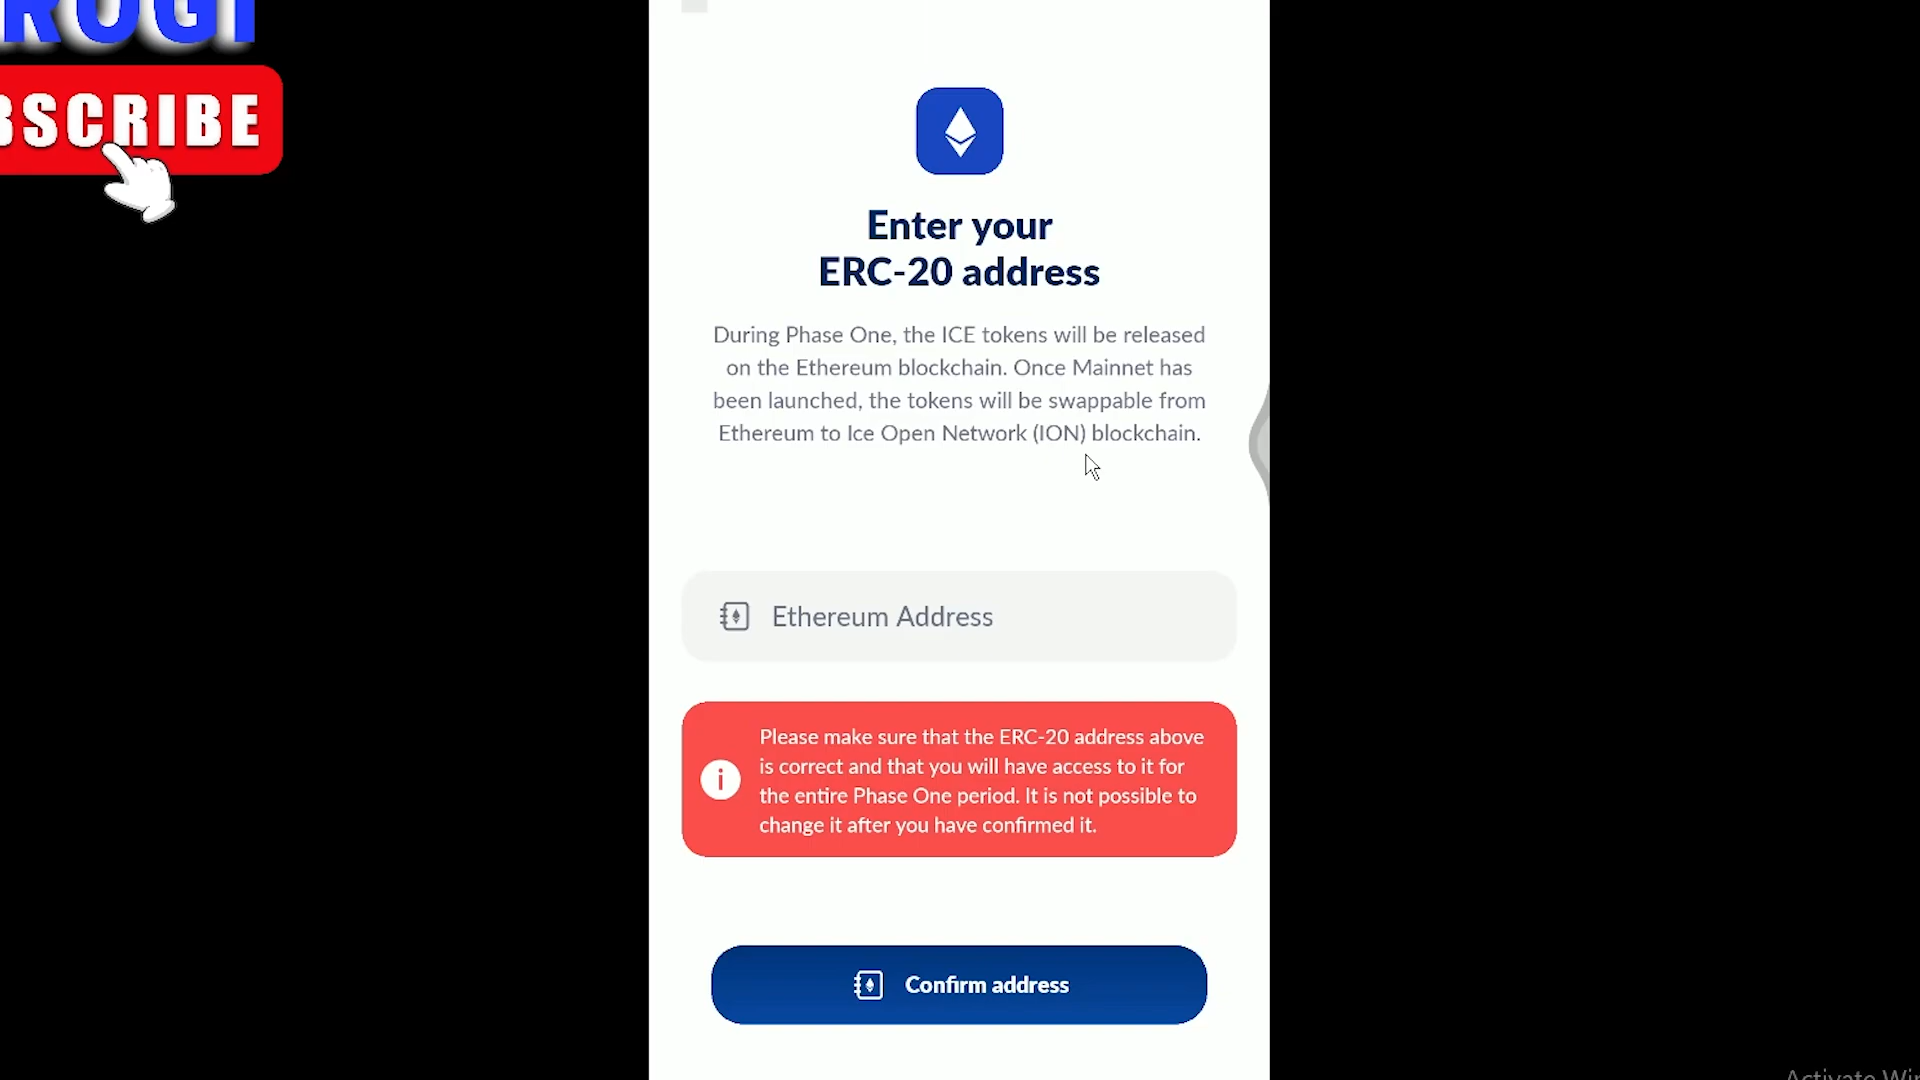 Enter your
ERC-20 address
During Phase One, the ICE tokens will be released
on the Ethereum blockchain. Once Mainnet has
been launched, the tokens will be swappable from
Ethereum to Ice Open Network (ION) blockchain.
Ethereum Address
Please make sure that the ERC-20 address above
is correct and that you will have access to it for
the entire Phase One period. It is not possible to
change it after you have confirmed it.
Confirm address
ROGI
BSCRIBE
Activate Win